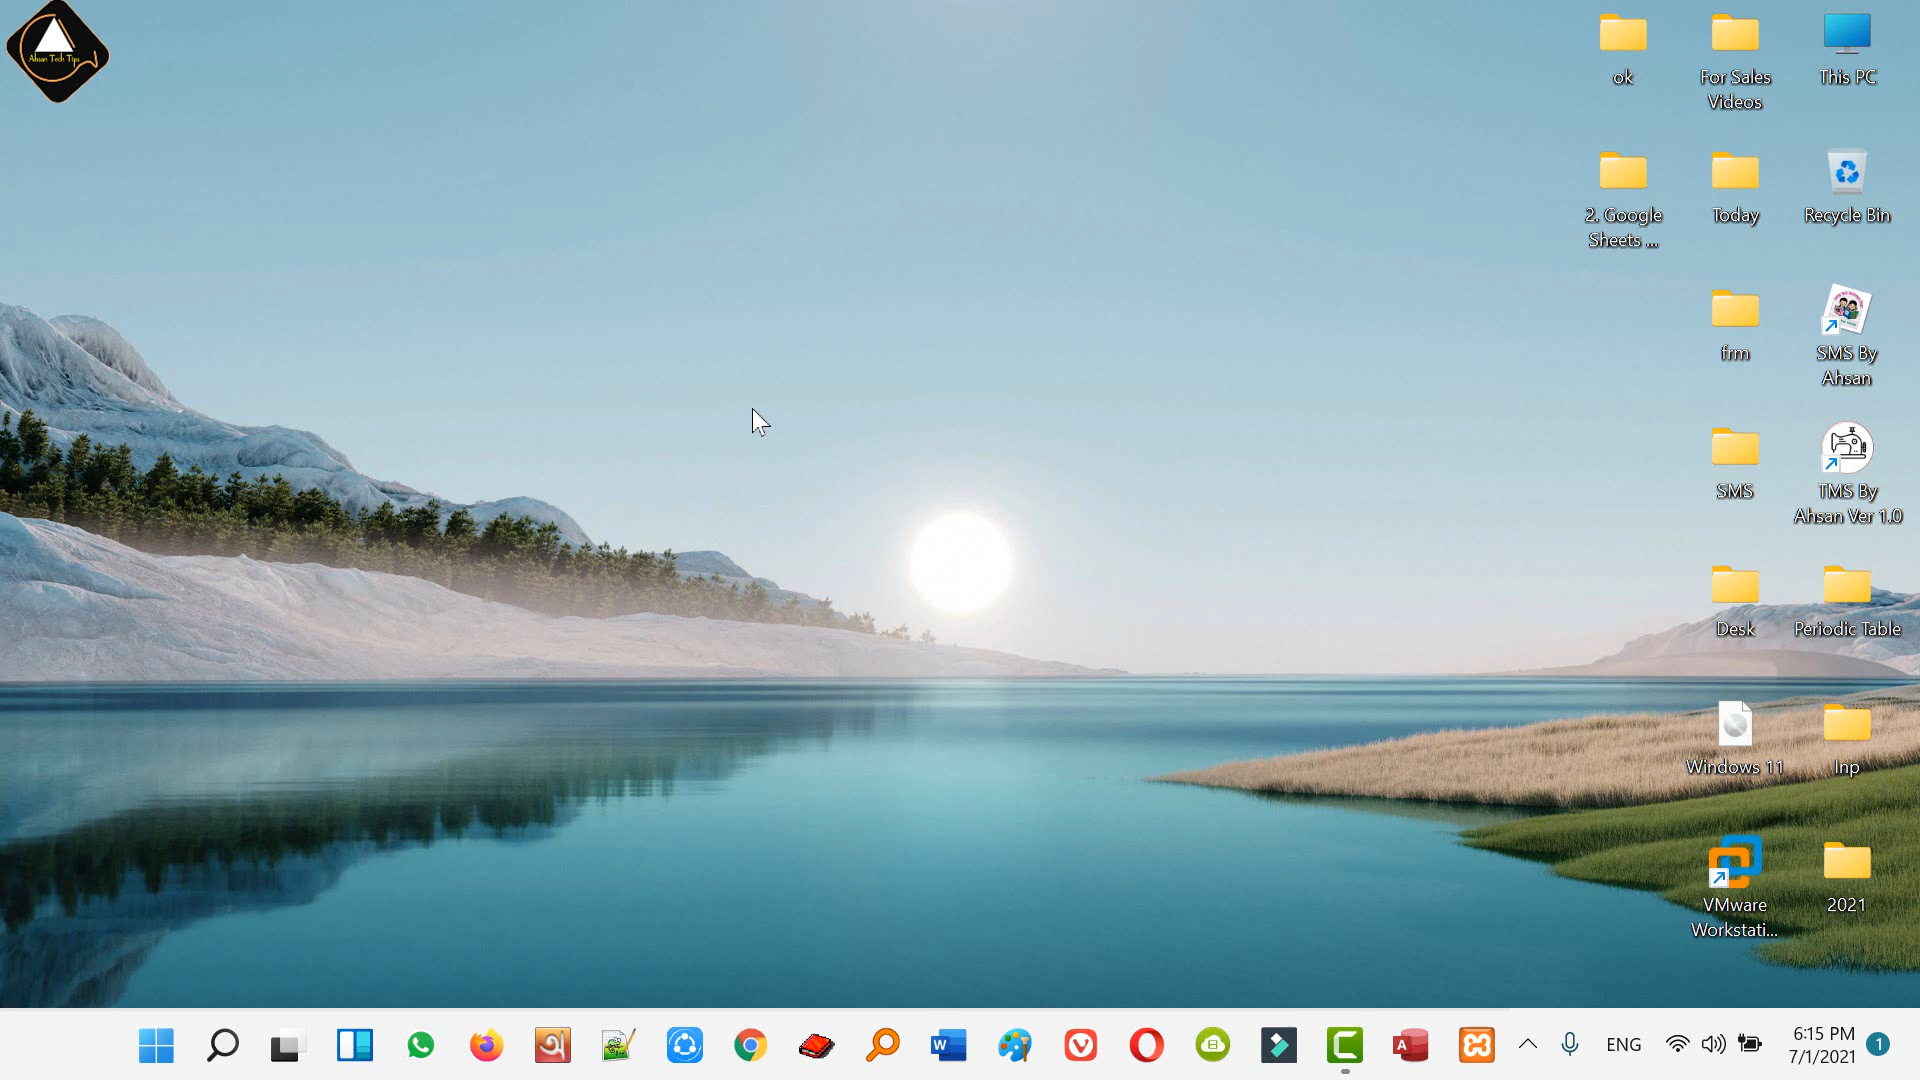 Ahsan Tech Tips
ok
For Sales
Videos
This PC
2. Google
Sheets ...
Today
Recycle Bin
frm
SMS By
Ahsan
SMS
TMS By
Ahsan Ver 1.0
Desk
Periodic Table
Windows 11
Inp
VMware
Workstati...
2021
W
A
ENG
6:15 PM
7/1/2021
1